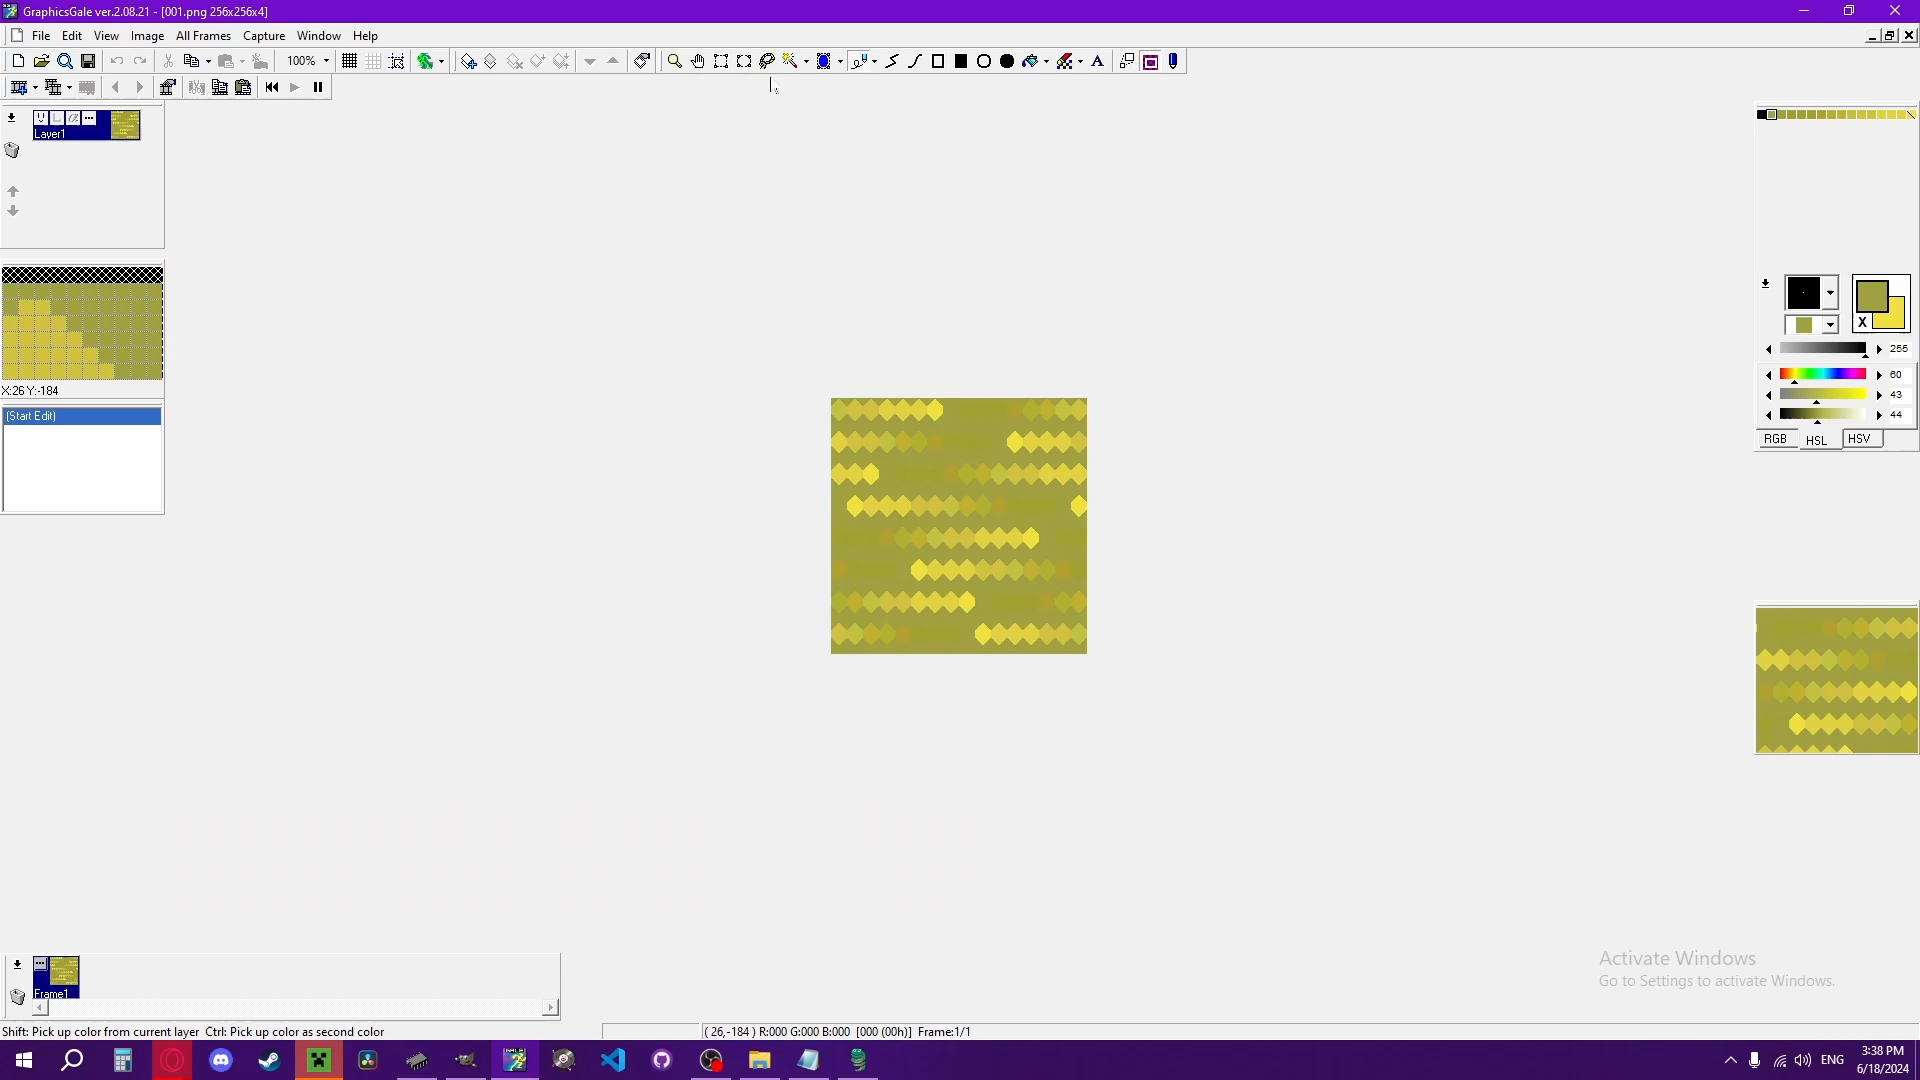 GraphicsGale ver.2.08.21 - [001.png 256x256x4]
File Edit View Image All Frames Capture Window Help
100%
A
Layer1
X:26 Y:-184
(Start Edit)
X
255
60
43
44
RGB HSL HSV
Activate Windows
Go to Settings to activate Windows.
Frame1
Shift: Pick up color from current layer Ctrl: Pick up color as second color
( 26,-184 ) R:000 G:000 B:000 [000 (00h)] Frame:1/1
ENG
3:38 PM
6/18/2024